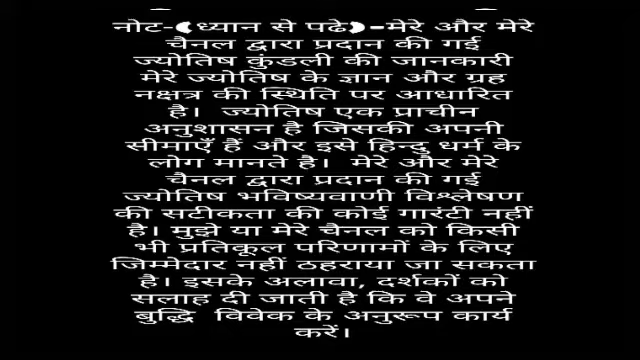 नोट-(ध्यान से पढे)-मेरे और मेरे
चैनल द्वारा प्रदान की गई
ज्योतिष कुंडली की जानकारी
मेरे ज्योतिष के ज्ञान और ग्रह
नक्षत्र की स्थिति पर आधारित
है। ज्योतिष एक प्राचीन
अनुशासन है जिसकी अपनी
सीमाएँ हैं और इसे हिन्दु धर्म के
लोग मानते है। मेरे और मेरे
चैनल द्वारा प्रदान की गई
ज्योतिष भविष्यवाणी विश्लेषण
की सटीकता की कोई गारंटी नहीं
है। मुझे या मेरे चैनल को किसी
भी प्रतिकूल परिणामों के लिए
जिम्मेदार नहीं ठहराया जा सकता
है। इसके अलावा, दर्शकों को
सलाह दी जाती है कि वे अपने
बुद्धि विवेक के अनुरूप कार्य
करें।